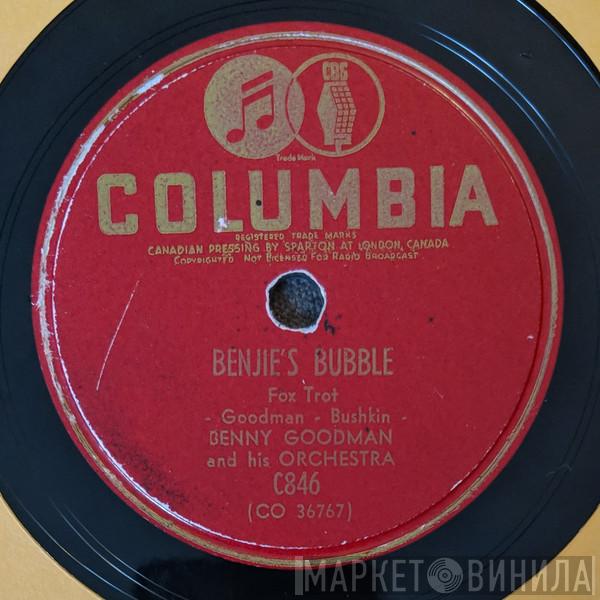 CBS
Trade Mark
COLUMBIA
REGISTERED TRADE MARKS
CANADIAN PRESSING BY SPARTON AT LONDON, CANADA
COPYRIGHTED NOT LICENSED FOR RADIO BROADCAST
BENJIE'S BUBBLE
Fox Trot
- Goodman - Bushkin -
BENNY GOODMAN
and his ORCHESTRA
C846
(CO 36767)
МАРКЕТ ВИНИЛА